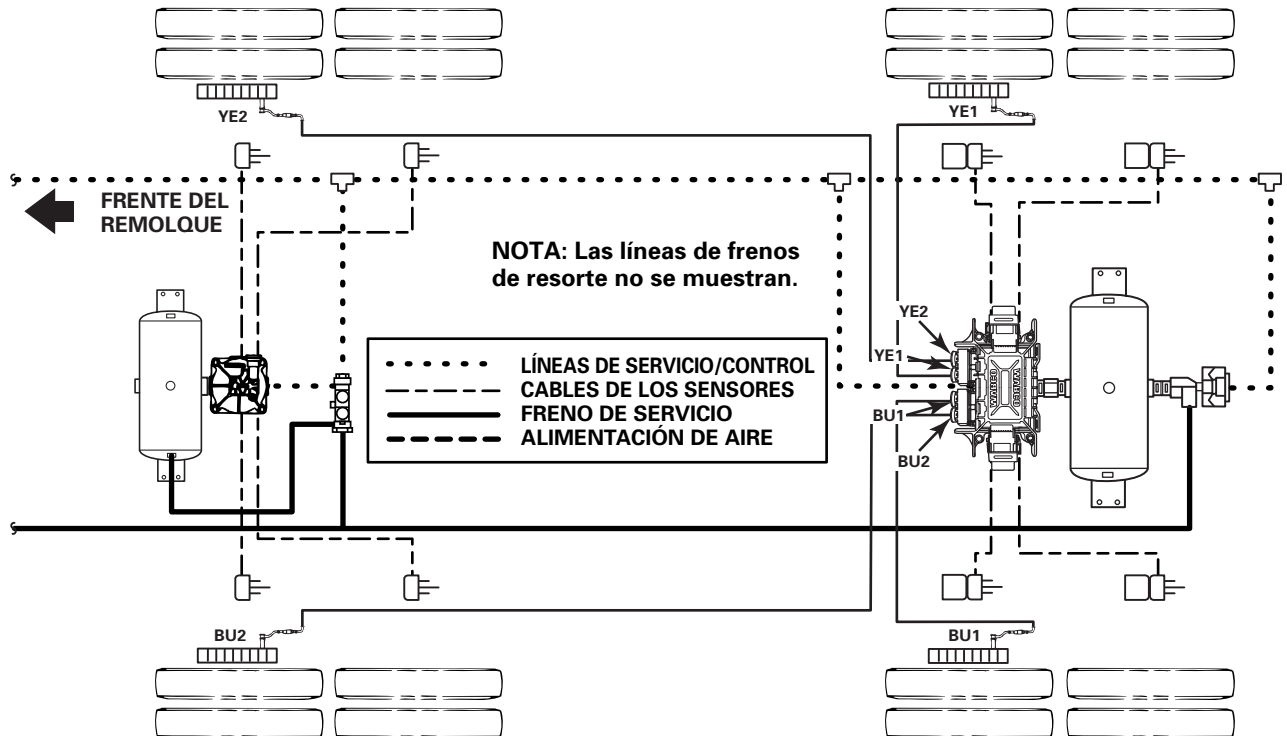 YE2
YE1
FRENTE DEL
REMOLQUE
NOTA: Las líneas de frenos
de resorte no se muestran.
YE2
YE1
LÍNEAS DE SERVICIO/CONTROL
CABLES DE LOS SENSORES
FRENO DE SERVICIO
ALIMENTACIÓN DE AIRE
BU1
BU2
BU2
BU1